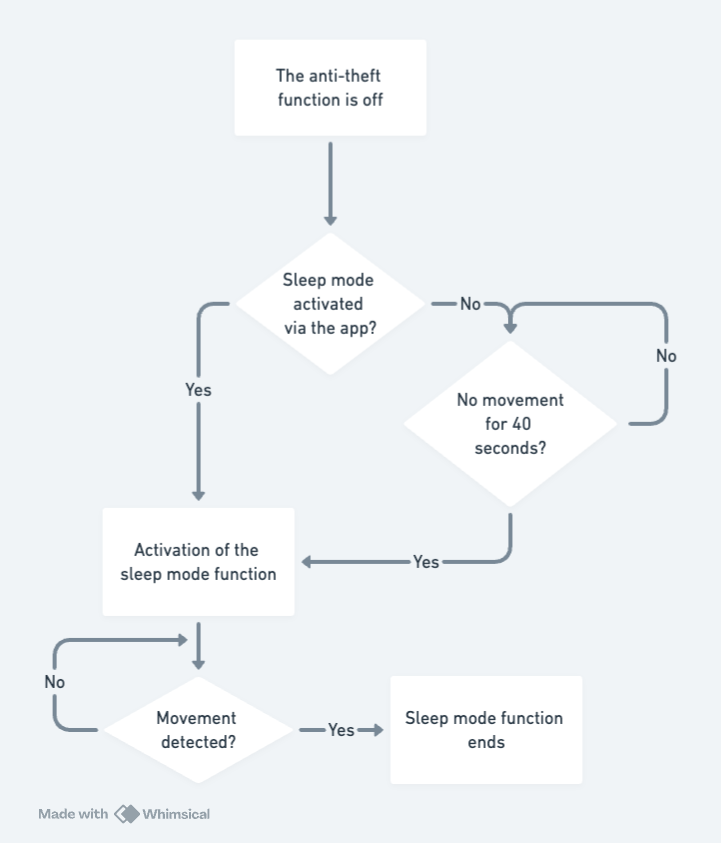 The anti-theft
function is off
Sleep mode
activated
via the app?
No
No
No movement
for 40
seconds?
Yes
Activation of the
sleep mode function
Yes
No
Movement
detected?
Yes
Sleep mode function
ends
Made with Whimsical